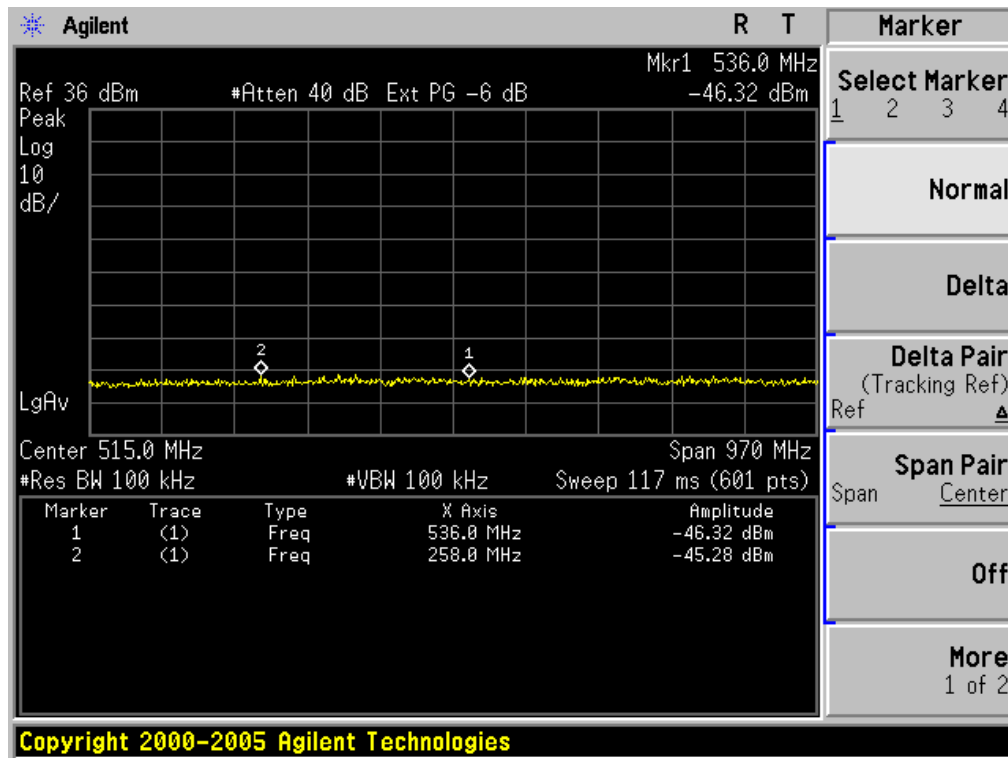 Agilent R T
Mkr1 536.0 MHz
Ref 36 dBm #Atten 40 dB Ext PG -6 dB -46.32 dBm
Peak
Log
10
dB/
2 1
LgAv
Center 515.0 MHz Span 970 MHz
#Res BW 100 kHz #VBW 100 kHz Sweep 117 ms (601 pts)
Marker Trace Type X Axis Amplitude
1 (1) Freq 536.0 MHz -46.32 dBm
2 (1) Freq 258.0 MHz -45.28 dBm
Marker
Select Marker
1 2 3 4
Normal
Delta
Delta Pair
(Tracking Ref)
Ref Δ
Span Pair
Span Center
Off
More
1 of 2
Copyright 2000-2005 Agilent Technologies